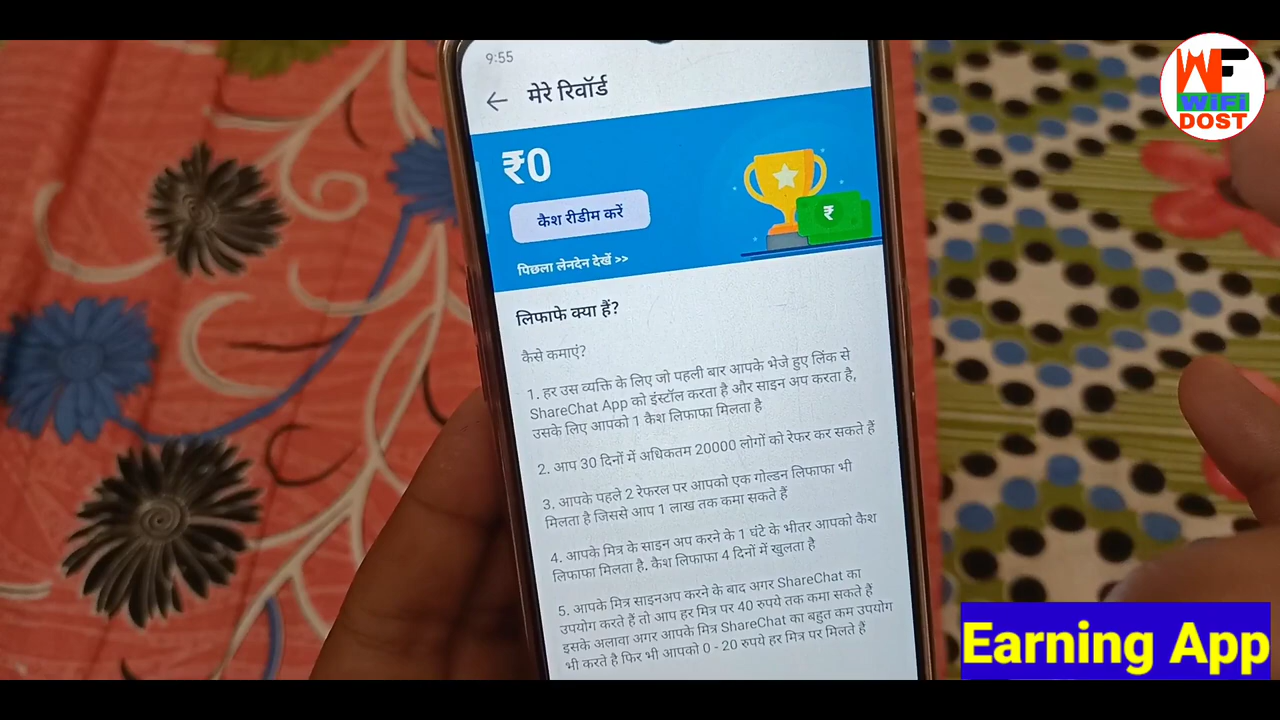 9:55
← मेरे रिवॉर्ड
₹0
कैश रीडीम करें
₹
पिछला लेनदेन देखें >>
लिफाफे क्या हैं?
कैसे कमाएं?
1. हर उस व्यक्ति के लिए जो पहली बार आपके भेजे हुए लिंक से
ShareChat App को इंस्टॉल करता है और साइन अप करता है,
उसके लिए आपको 1 कैश लिफाफा मिलता है
2. आप 30 दिनों में अधिकतम 20000 लोगों को रेफर कर सकते हैं
3. आपके पहले 2 रेफरल पर आपको एक गोल्डन लिफाफा भी
मिलता है जिससे आप 1 लाख तक कमा सकते हैं
4. आपके मित्र के साइन अप करने के 1 घंटे के भीतर आपको कैश
लिफाफा मिलता है. कैश लिफाफा 4 दिनों में खुलता है
5. आपके मित्र साइनअप करने के बाद अगर ShareChat का
उपयोग करते हैं तो आप हर मित्र पर 40 रुपये तक कमा सकते हैं
इसके अलावा अगर आपके मित्र ShareChat का बहुत कम उपयोग
भी करते है फिर भी आपको 0 - 20 रुपये हर मित्र पर मिलते हैं
WF
WiFi
DOST
Earning App